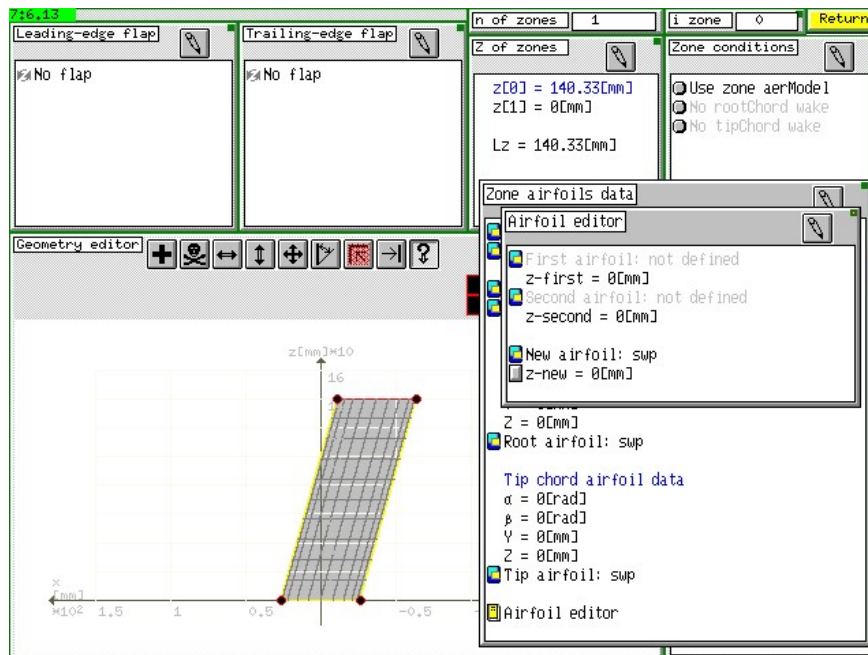 7:6.13
n of zones 1
i zone 0
Return
Leading-edge flap
No flap
Trailing-edge flap
No flap
Z of zones
z[0] = 140.33[mm]
z[1] = 0[mm]
Lz = 140.33[mm]
Zone conditions
Use zone aerModel
No rootChord wake
No tipChord wake
Zone airfoils data
Airfoil editor
First airfoil: not defined
z-first = 0[mm]
Second airfoil: not defined
z-second = 0[mm]
New airfoil: swp
z-new = 0[mm]
Z = 0[mm]
Root airfoil: swp
Tip chord airfoil data
α = 0[rad]
β = 0[rad]
Y = 0[mm]
Z = 0[mm]
Tip airfoil: swp
Airfoil editor
Geometry editor
z[mm]*10
16
x
[mm]
*10² 1.5 1 0.5 -0.5